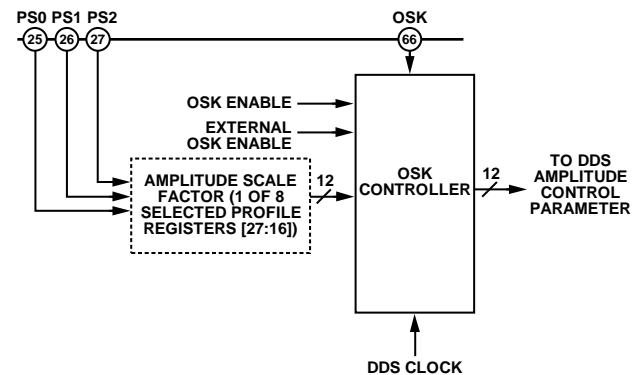 PS0 PS1 PS2
OSK
25 26 27
66
OSK ENABLE
EXTERNAL
OSK ENABLE
AMPLITUDE SCALE
FACTOR (1 OF 8
SELECTED PROFILE
REGISTERS [27:16])
12
OSK
CONTROLLER
12
TO DDS
AMPLITUDE
CONTROL
PARAMETER
DDS CLOCK